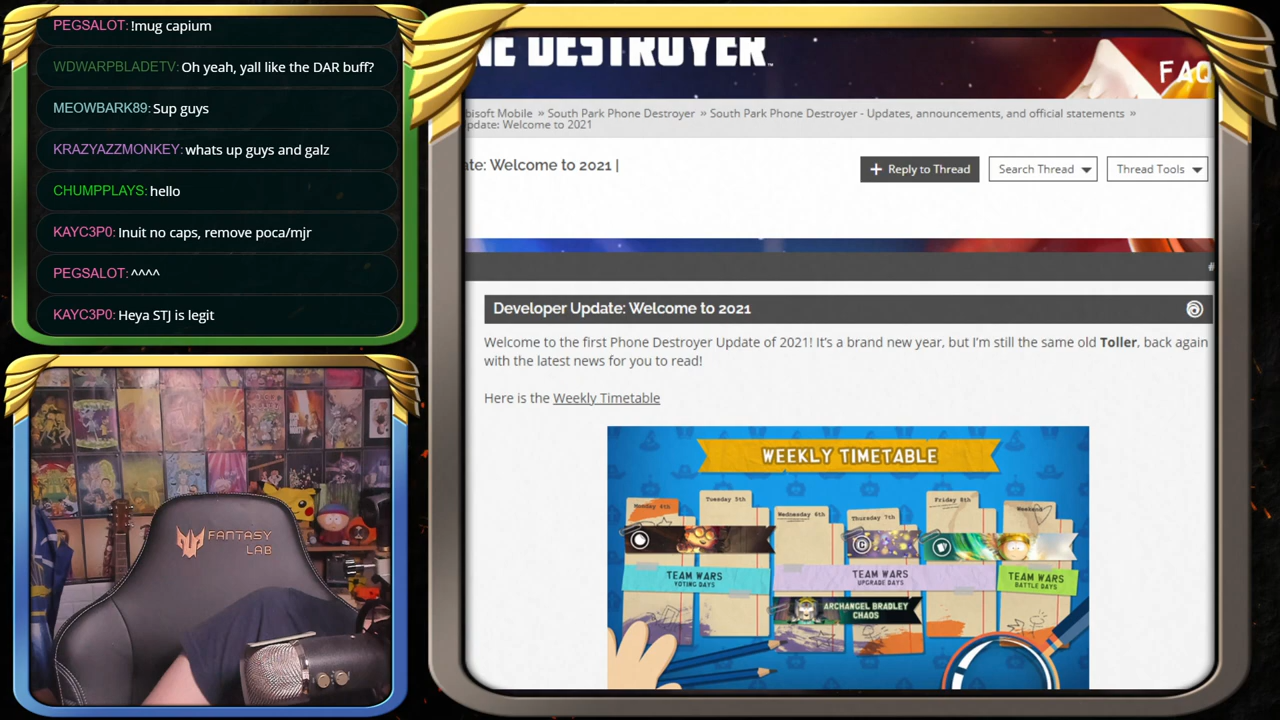 PEGSALOT: !mug capium
WDWARPBLADETV: Oh yeah, yall like the DAR buff?
MEOWBARK89: Sup guys
KRAZYAZZMONKEY: whats up guys and galz
CHUMPPLAYS: hello
KAYC3P0: Inuit no caps, remove poca/mjr
PEGSALOT: ^^^^
KAYC3P0: Heya STJ is legit
FANTASY
LAB
NE DESTROYER™
FAQ
bisoft Mobile » South Park Phone Destroyer » South Park Phone Destroyer - Updates, announcements, and official statements »
pdate: Welcome to 2021
ate: Welcome to 2021 |
+ Reply to Thread
Search Thread
Thread Tools
#
Developer Update: Welcome to 2021
Welcome to the first Phone Destroyer Update of 2021! It's a brand new year, but I'm still the same old Toller, back again
with the latest news for you to read!
Here is the Weekly Timetable
WEEKLY TIMETABLE
Monday 4th
Tuesday 5th
Wednesday 6th
Thursday 7th
Friday 8th
Weekend
TEAM WARS
VOTING DAYS
TEAM WARS
UPGRADE DAYS
TEAM WARS
BATTLE DAYS
ARCHANGEL BRADLEY
CHAOS